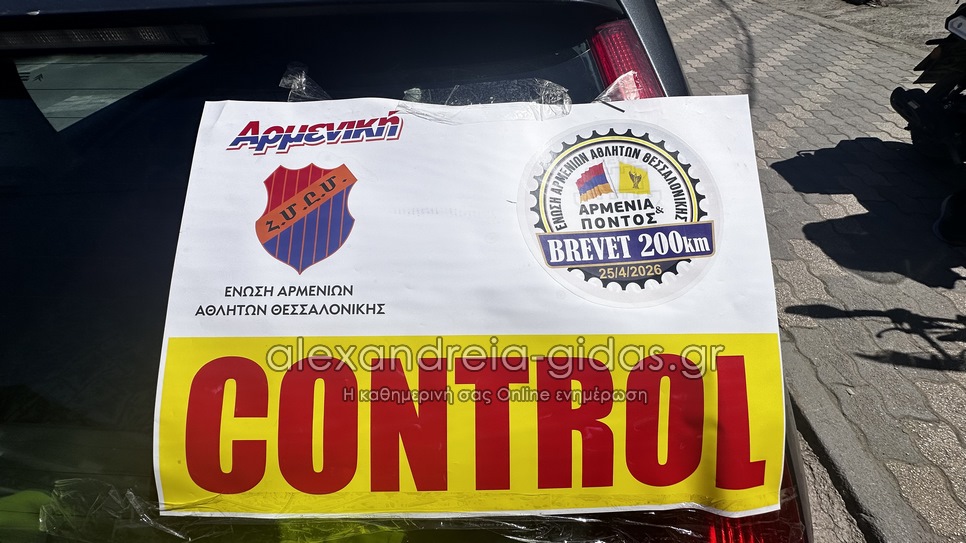 Αρμενική
Հ.Մ.Ը.Մ.
ΕΝΩΣΗ ΑΡΜΕΝΙΩΝ
ΑΘΛΗΤΩΝ ΘΕΣΣΑΛΟΝΙΚΗΣ
ΕΝΩΣΗ ΑΡΜΕΝΙΩΝ ΑΘΛΗΤΩΝ ΘΕΣΣΑΛΟΝΙΚΗΣ
ΑΡΜΕΝΙΑ
&
ΠΟΝΤΟΣ
BREVET 200km
25/4/2026
CONTROL
alexandreia-gidas.gr
Η καθημερινή σας Online ενημέρωση